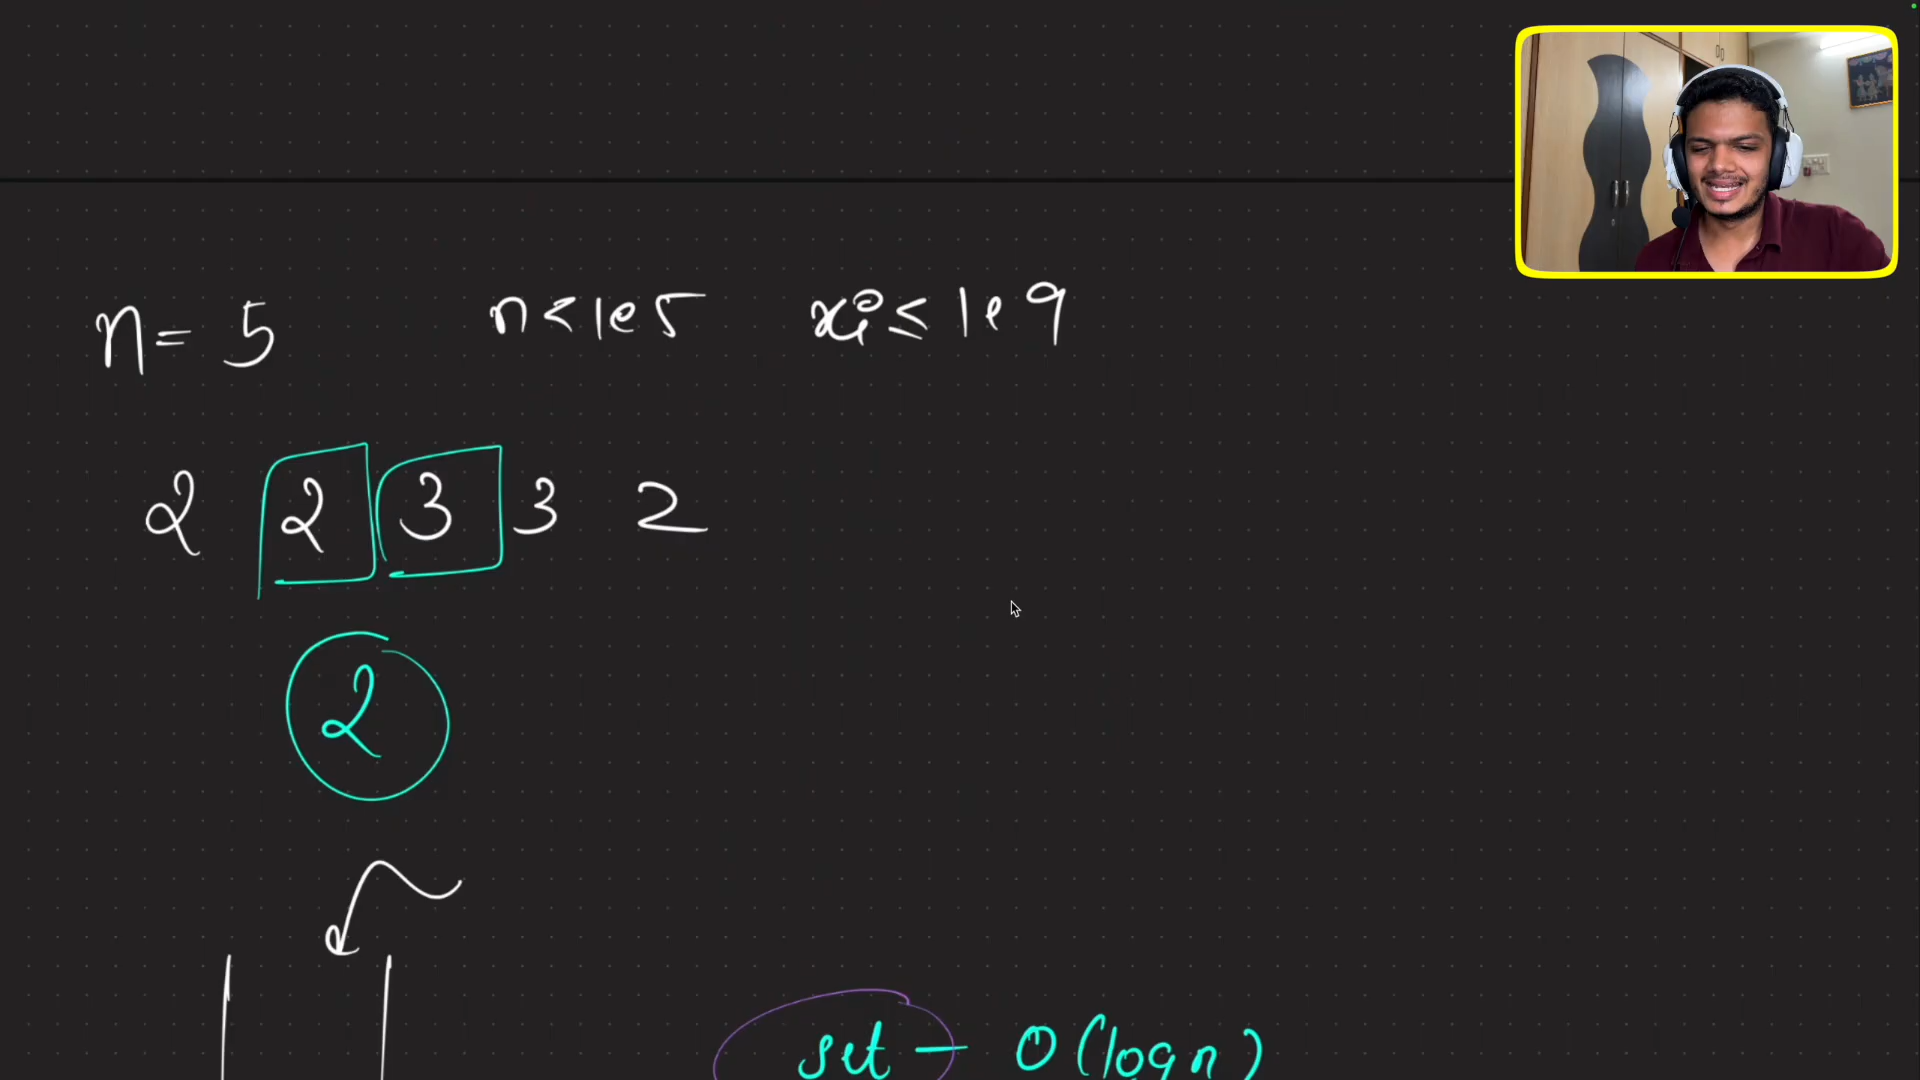 n = 5 n < 1e5 xi ≤ 1e9
2 2 3 3 2
2
set - O(log n)